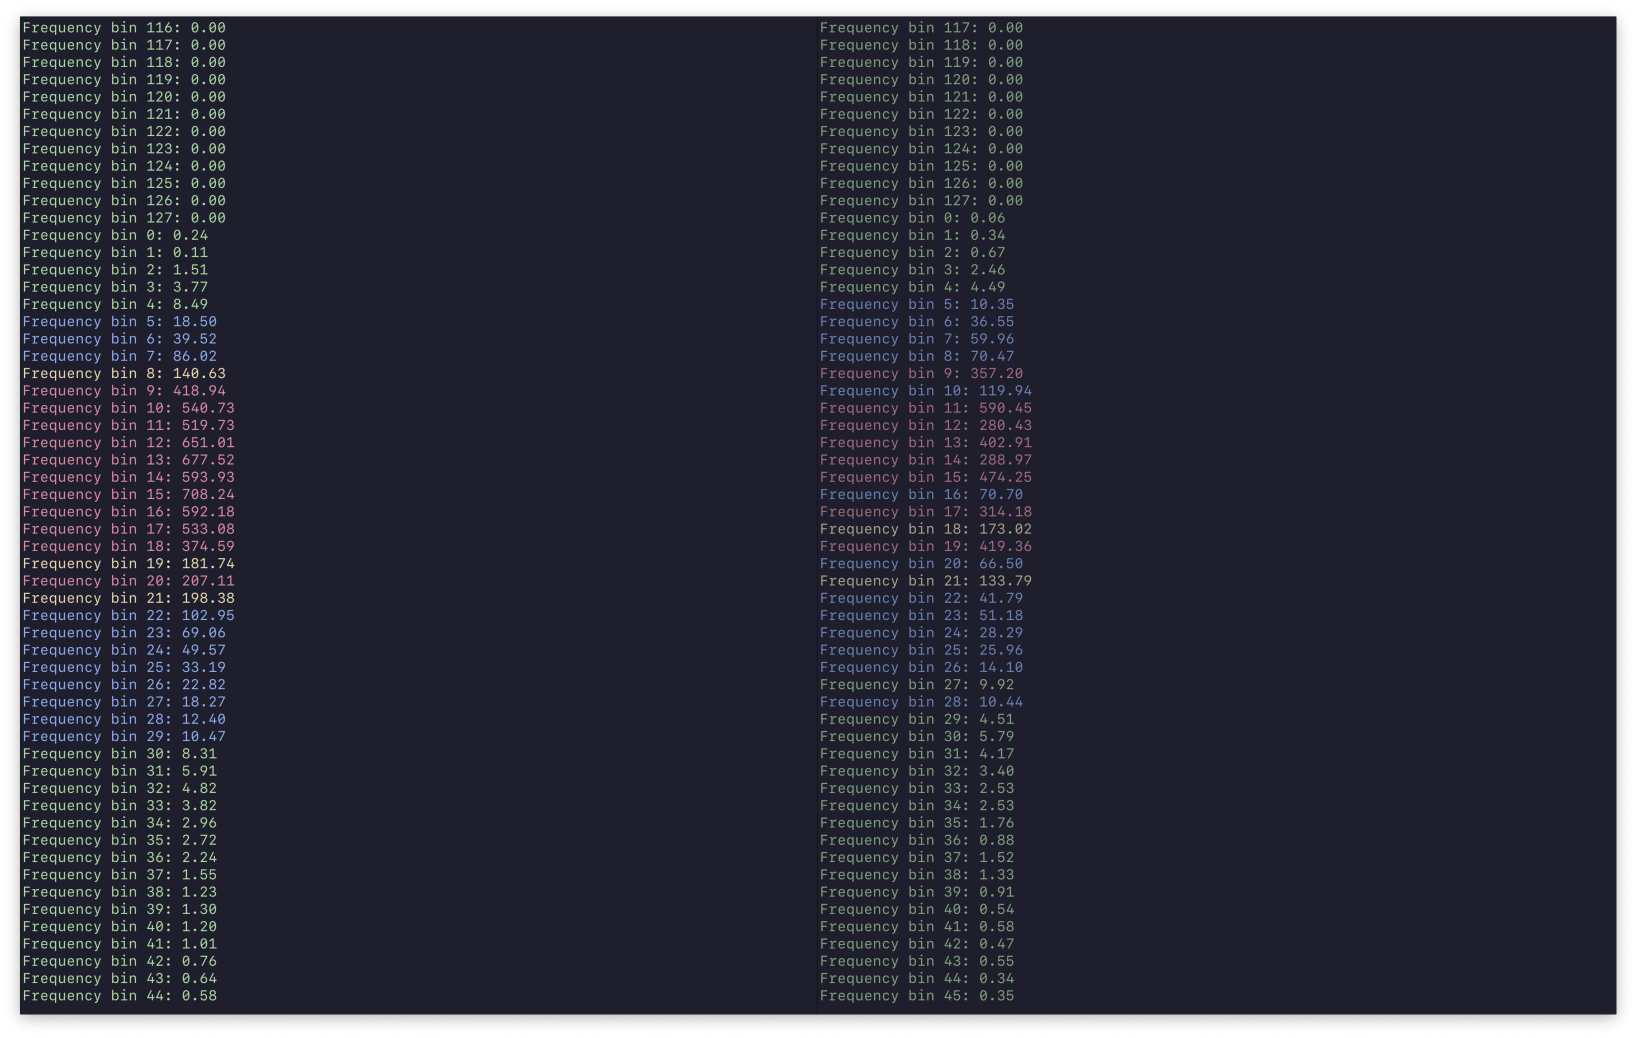 Frequency bin 116: 0.00
Frequency bin 117: 0.00
Frequency bin 118: 0.00
Frequency bin 119: 0.00
Frequency bin 120: 0.00
Frequency bin 121: 0.00
Frequency bin 122: 0.00
Frequency bin 123: 0.00
Frequency bin 124: 0.00
Frequency bin 125: 0.00
Frequency bin 126: 0.00
Frequency bin 127: 0.00
Frequency bin 0: 0.24
Frequency bin 1: 0.11
Frequency bin 2: 1.51
Frequency bin 3: 3.77
Frequency bin 4: 8.49
Frequency bin 5: 18.50
Frequency bin 6: 39.52
Frequency bin 7: 86.02
Frequency bin 8: 140.63
Frequency bin 9: 418.94
Frequency bin 10: 540.73
Frequency bin 11: 519.73
Frequency bin 12: 651.01
Frequency bin 13: 677.52
Frequency bin 14: 593.93
Frequency bin 15: 708.24
Frequency bin 16: 592.18
Frequency bin 17: 533.08
Frequency bin 18: 374.59
Frequency bin 19: 181.74
Frequency bin 20: 207.11
Frequency bin 21: 198.38
Frequency bin 22: 102.95
Frequency bin 23: 69.06
Frequency bin 24: 49.57
Frequency bin 25: 33.19
Frequency bin 26: 22.82
Frequency bin 27: 18.27
Frequency bin 28: 12.40
Frequency bin 29: 10.47
Frequency bin 30: 8.31
Frequency bin 31: 5.91
Frequency bin 32: 4.82
Frequency bin 33: 3.82
Frequency bin 34: 2.96
Frequency bin 35: 2.72
Frequency bin 36: 2.24
Frequency bin 37: 1.55
Frequency bin 38: 1.23
Frequency bin 39: 1.30
Frequency bin 40: 1.20
Frequency bin 41: 1.01
Frequency bin 42: 0.76
Frequency bin 43: 0.64
Frequency bin 44: 0.58
Frequency bin 117: 0.00
Frequency bin 118: 0.00
Frequency bin 119: 0.00
Frequency bin 120: 0.00
Frequency bin 121: 0.00
Frequency bin 122: 0.00
Frequency bin 123: 0.00
Frequency bin 124: 0.00
Frequency bin 125: 0.00
Frequency bin 126: 0.00
Frequency bin 127: 0.00
Frequency bin 0: 0.06
Frequency bin 1: 0.34
Frequency bin 2: 0.67
Frequency bin 3: 2.46
Frequency bin 4: 4.49
Frequency bin 5: 10.35
Frequency bin 6: 36.55
Frequency bin 7: 59.96
Frequency bin 8: 70.47
Frequency bin 9: 357.20
Frequency bin 10: 119.94
Frequency bin 11: 590.45
Frequency bin 12: 280.43
Frequency bin 13: 402.91
Frequency bin 14: 288.97
Frequency bin 15: 474.25
Frequency bin 16: 70.70
Frequency bin 17: 314.18
Frequency bin 18: 173.02
Frequency bin 19: 419.36
Frequency bin 20: 66.50
Frequency bin 21: 133.79
Frequency bin 22: 41.79
Frequency bin 23: 51.18
Frequency bin 24: 28.29
Frequency bin 25: 25.96
Frequency bin 26: 14.10
Frequency bin 27: 9.92
Frequency bin 28: 10.44
Frequency bin 29: 4.51
Frequency bin 30: 5.79
Frequency bin 31: 4.17
Frequency bin 32: 3.40
Frequency bin 33: 2.53
Frequency bin 34: 2.53
Frequency bin 35: 1.76
Frequency bin 36: 0.88
Frequency bin 37: 1.52
Frequency bin 38: 1.33
Frequency bin 39: 0.91
Frequency bin 40: 0.54
Frequency bin 41: 0.58
Frequency bin 42: 0.47
Frequency bin 43: 0.55
Frequency bin 44: 0.34
Frequency bin 45: 0.35